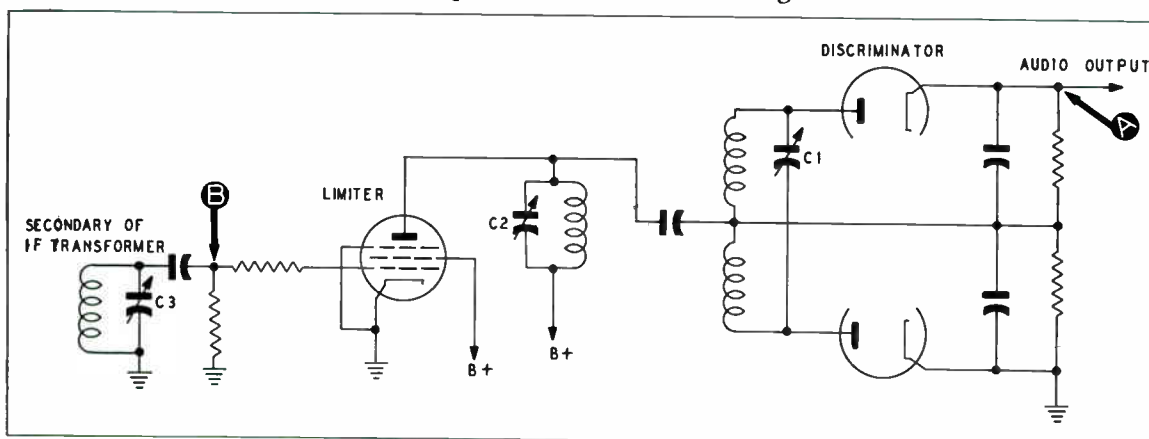 DISCRIMINATOR
AUDIO OUTPUT
A
C1
B
LIMITER
C2
SECONDARY OF
IF TRANSFORMER
C3
B+
B+